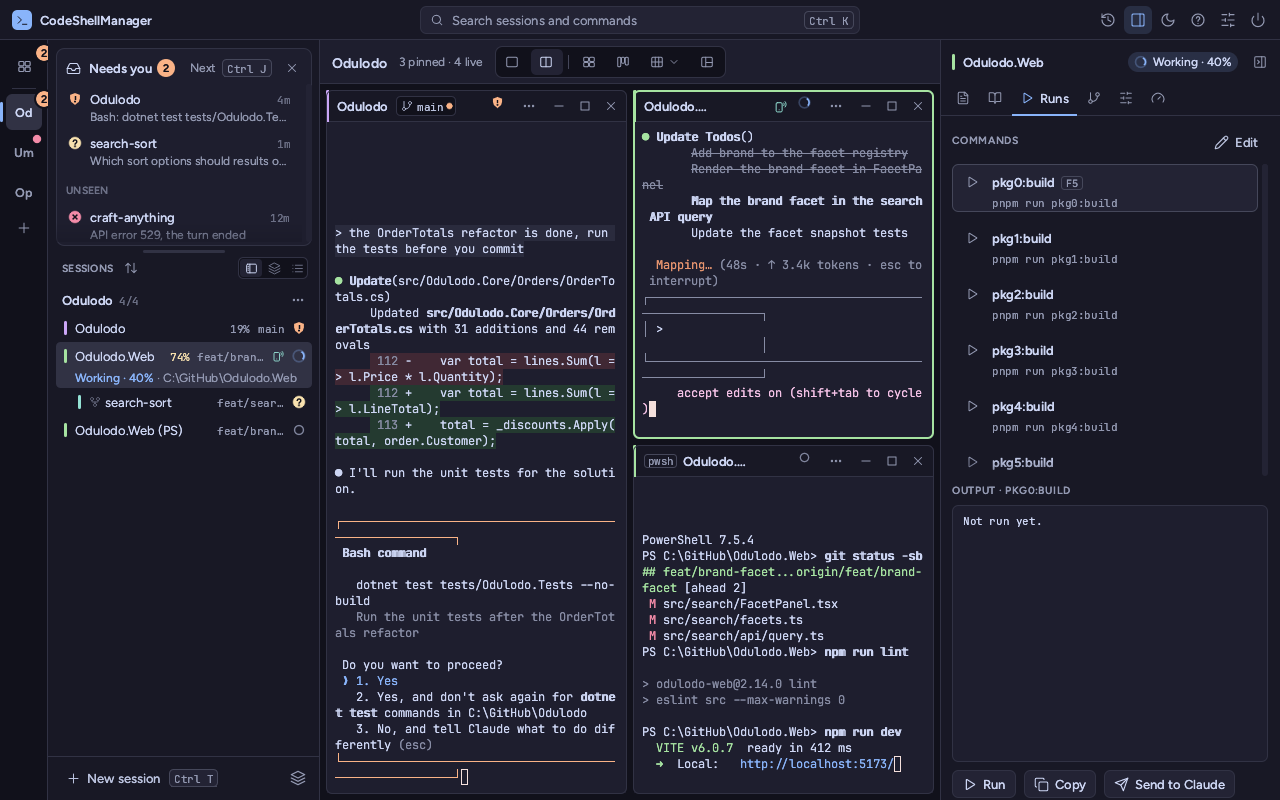 CodeShellManager
Search sessions and commands
Ctrl K
2
2
Od
Um
Op
Needs you 2 Next Ctrl J
Odulodo 4m
Bash: dotnet test tests/Odulodo.Te…
search-sort 1m
Which sort options should results o…
UNSEEN
craft-anything 12m
API error 529, the turn ended
SESSIONS
Odulodo 4/4
Odulodo 19% main
Odulodo.Web 74% feat/bran…
Working · 40% · C:\GitHub\Odulodo.Web
search-sort feat/sear…
Odulodo.Web (PS) feat/bran…
New session Ctrl T
Odulodo 3 pinned · 4 live
Odulodo main
> the OrderTotals refactor is done, run
the tests before you commit
● Update(src/Odulodo.Core/Orders/OrderTo
tals.cs)
Updated src/Odulodo.Core/Orders/Ord
erTotals.cs with 31 additions and 44 rem
ovals
112 - var total = lines.Sum(l =
> l.Price * l.Quantity);
112 + var total = lines.Sum(l =
> l.LineTotal);
113 + total = _discounts.Apply(
total, order.Customer);
● I'll run the unit tests for the soluti
on.
Bash command
dotnet test tests/Odulodo.Tests --no-
build
Run the unit tests after the OrderTot
als refactor
Do you want to proceed?
❯ 1. Yes
2. Yes, and don't ask again for dotne
t test commands in C:\GitHub\Odulodo
3. No, and tell Claude what to do dif
ferently (esc)
Odulodo.…
● Update Todos()
Add brand to the facet registry
Render the brand facet in FacetPa
nel
Map the brand facet in the search
API query
Update the facet snapshot tests
Mapping… (48s · ↑ 3.4k tokens · esc to
interrupt)
>
accept edits on (shift+tab to cycle
)
pwsh Odulodo.…
PowerShell 7.5.4
PS C:\GitHub\Odulodo.Web> git status -sb
## feat/brand-facet...origin/feat/brand-
facet [ahead 2]
M src/search/FacetPanel.tsx
M src/search/facets.ts
M src/search/api/query.ts
PS C:\GitHub\Odulodo.Web> npm run lint
> odulodo-web@2.14.0 lint
> eslint src --max-warnings 0
PS C:\GitHub\Odulodo.Web> npm run dev
VITE v6.0.7 ready in 412 ms
➜ Local: http://localhost:5173/
Odulodo.Web Working · 40%
Runs
COMMANDS Edit
pkg0:build F5
pnpm run pkg0:build
pkg1:build
pnpm run pkg1:build
pkg2:build
pnpm run pkg2:build
pkg3:build
pnpm run pkg3:build
pkg4:build
pnpm run pkg4:build
pkg5:build
OUTPUT · PKG0:BUILD
Not run yet.
Run Copy Send to Claude